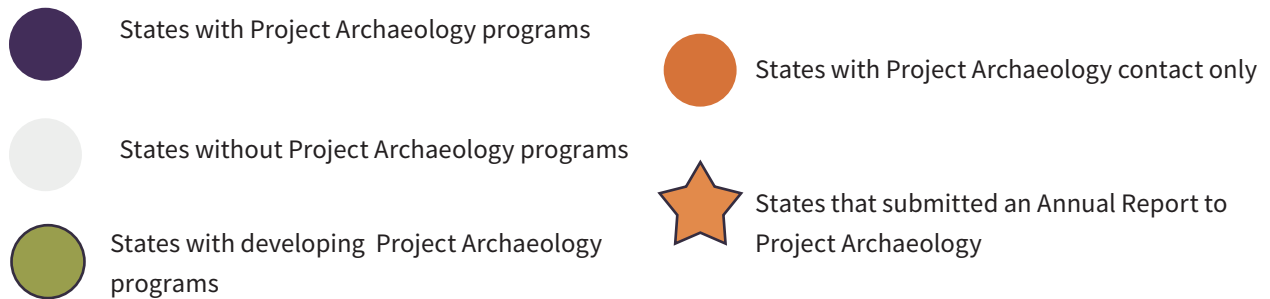 States with Project Archaeology programs
States without Project Archaeology programs
States with developing Project Archaeology
programs
States with Project Archaeology contact only
States that submitted an Annual Report to
Project Archaeology